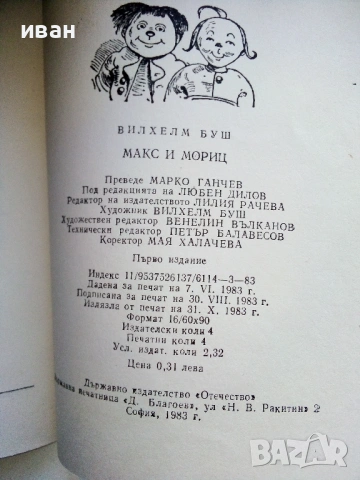 иван
ВИЛХЕЛМ БУШ
МАКС И МОРИЦ
Преведе МАРКО ГАНЧЕВ
Под редакцията на ЛЮБЕН ДИЛОВ
Редактор на издателството ЛИЛИЯ РАЧЕВА
Художник ВИЛХЕЛМ БУШ
Художествен редактор ВЕНЕЛИН ВЪЛКАНОВ
Технически редактор ПЕТЪР БАЛАВЕСОВ
Коректор МАЯ ХАЛАЧЕВА
Първо издание
Индекс 11/9537526137/6114—3—83
Дадена за печат на 7. VI. 1983 г.
Подписана за печат на 30. VIII. 1983 г.
Излязла от печат на 31. X. 1983 г.
Формат 16/60х90
Издателски коли 4
Печатни коли 4
Усл. издат. коли 2,32
Цена 0,31 лева
Държавно издателство «Отечество»
печатница «Д. Благоев», ул «Н. В. Ракитин» 2
София, 1983 г.
BAZAR
bg